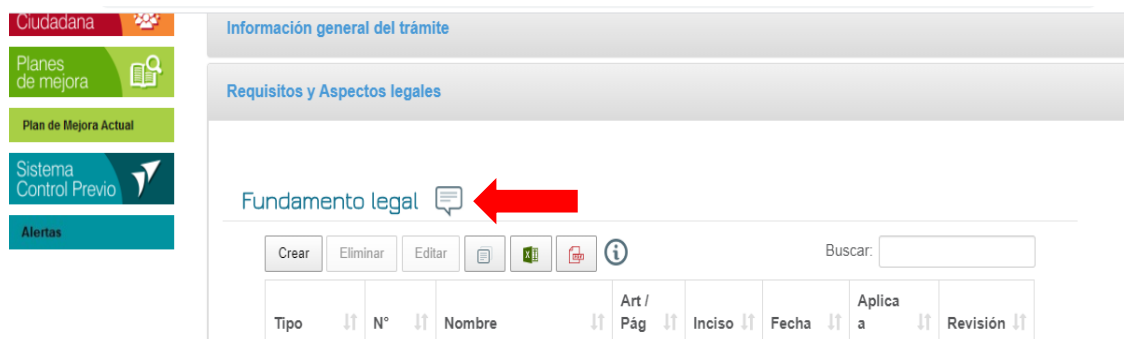 Ciudadana
Planes
de mejora
Plan de Mejora Actual
Sistema
Control Previo
Alertas
Información general del trámite
Requisitos y Aspectos legales
Fundamento legal
Crear Eliminar Editar Buscar:
Tipo N° Nombre Art / Pág Inciso Fecha Aplica a Revisión